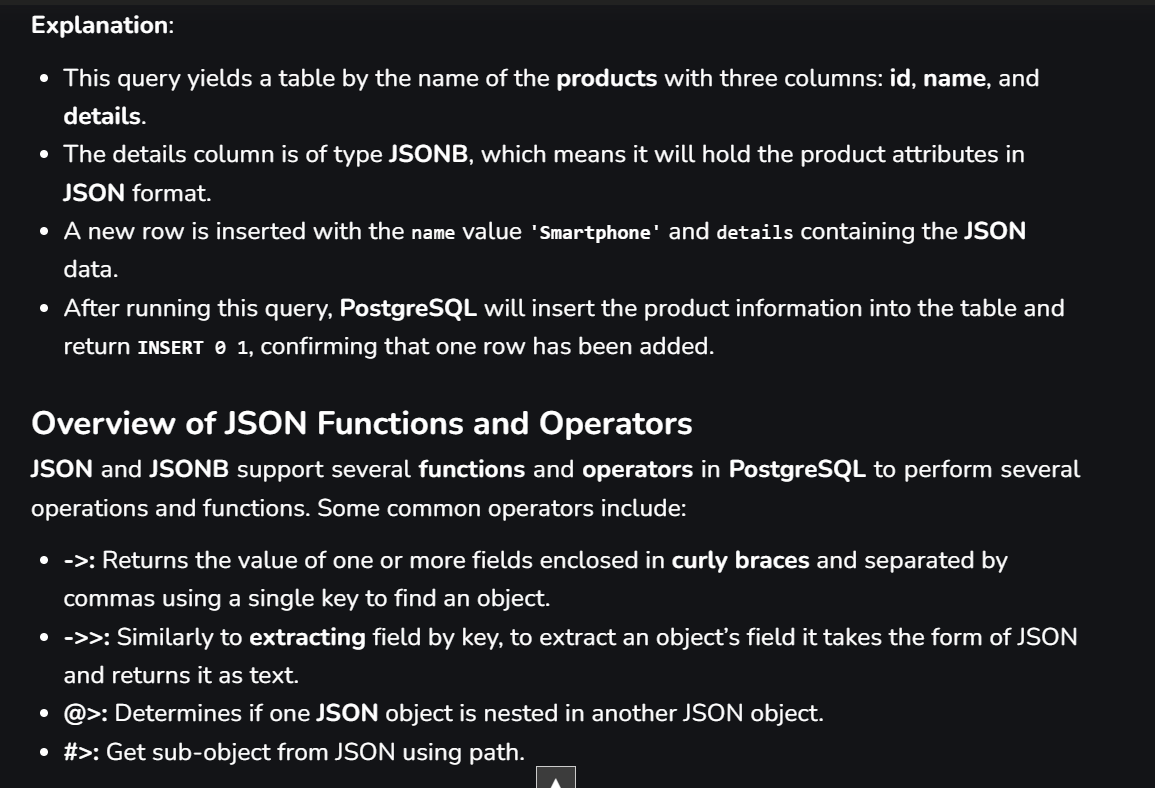 Explanation:
• This query yields a table by the name of the products with three columns: id, name, and
details.
• The details column is of type JSONB, which means it will hold the product attributes in
JSON format.
• A new row is inserted with the name value 'Smartphone' and details containing the JSON
data.
• After running this query, PostgreSQL will insert the product information into the table and
return INSERT 0 1, confirming that one row has been added.
Overview of JSON Functions and Operators
JSON and JSONB support several functions and operators in PostgreSQL to perform several
operations and functions. Some common operators include:
• ->: Returns the value of one or more fields enclosed in curly braces and separated by
commas using a single key to find an object.
• ->>: Similarly to extracting field by key, to extract an object’s field it takes the form of JSON
and returns it as text.
• @>: Determines if one JSON object is nested in another JSON object.
• #>: Get sub-object from JSON using path.